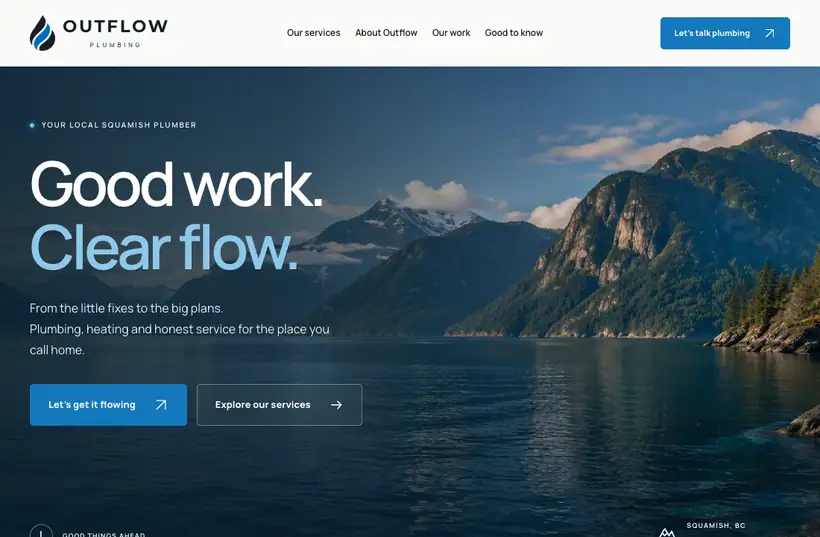 OUTFLOW
PLUMBING
Our services
About Outflow
Our work
Good to know
Let's talk plumbing
YOUR LOCAL SQUAMISH PLUMBER
Good work.
Clear flow.
From the little fixes to the big plans.
Plumbing, heating and honest service for the place you
call home.
Let's get it flowing
Explore our services
GOOD THINGS AHEAD
SQUAMISH, BC